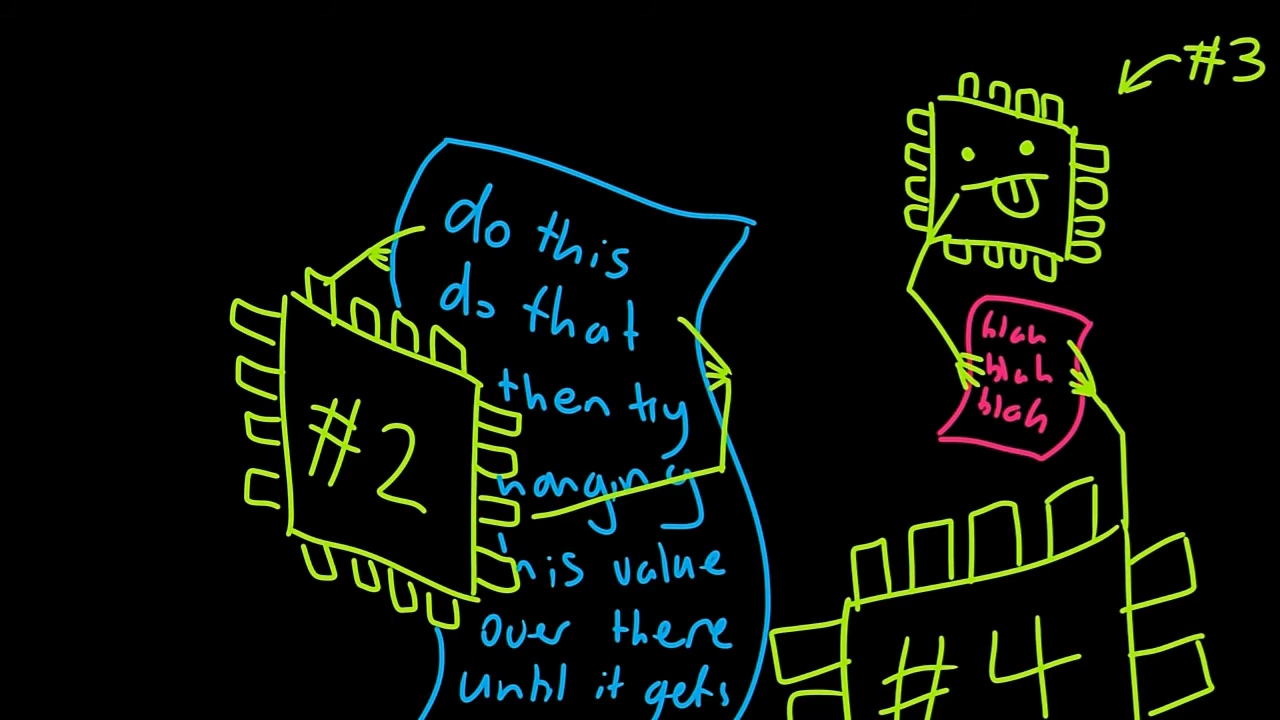 #3
do this
do that
then try
hanging
this value
over there
until it gets
#2
blah
blah
blah
#4